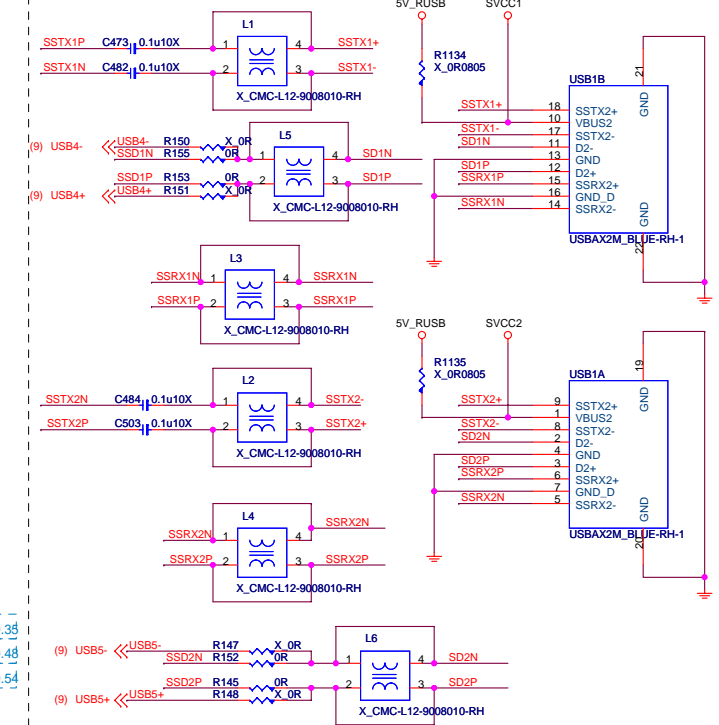 L1
SSTX1P C473 0.1u10X 1 4 SSTX1+
SSTX1N C482 0.1u10X 2 3 SSTX1-
X_CMC-L12-9008010-RH
L5
(9) USB4- USB4- R150 X_0R
SSD1N R155 0R 1 4 SD1N
SSD1P R153 0R 2 3 SD1P
(9) USB4+ USB4+ R151 X_0R
X_CMC-L12-9008010-RH
L3
SSRX1N 1 4 SSRX1N
SSRX1P 2 3 SSRX1P
X_CMC-L12-9008010-RH
L2
SSTX2N C484 0.1u10X 1 4 SSTX2-
SSTX2P C503 0.1u10X 2 3 SSTX2+
X_CMC-L12-9008010-RH
L4
SSRX2N 1 4 SSRX2N
SSRX2P 2 3 SSRX2P
X_CMC-L12-9008010-RH
L6
(9) USB5- USB5- R147 X_0R
SSD2N R152 0R 1 4 SD2N
SSD2P R145 0R 2 3 SD2P
(9) USB5+ USB5+ R148 X_0R
X_CMC-L12-9008010-RH
.35
.48
.54
5V_RUSB SVCC1
R1134
X_0R0805
USB1B
21
GND
SSTX1+ 18 SSTX2+
10 VBUS2
SSTX1- 17 SSTX2-
SD1N 11 D2-
13 GND
SD1P 12 D2+
SSRX1P 15 SSRX2+
16 GND_D
SSRX1N 14 SSRX2-
GND
22
USBAX2M_BLUE-RH-1
5V_RUSB SVCC2
R1135
X_0R0805
USB1A
19
GND
SSTX2+ 9 SSTX2+
1 VBUS2
SSTX2- 8 SSTX2-
SD2N 2 D2-
4 GND
SD2P 3 D2+
SSRX2P 6 SSRX2+
7 GND_D
SSRX2N 5 SSRX2-
GND
20
USBAX2M_BLUE-RH-1